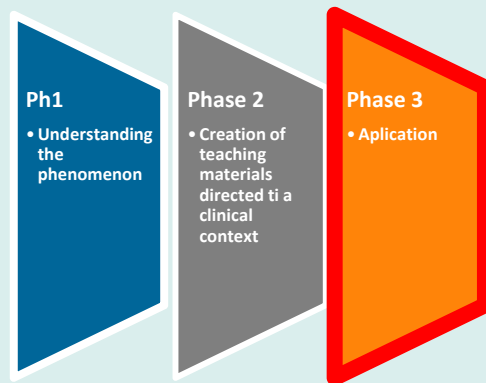 Ph1
• Understanding
the
phenomenon
Phase 2
• Creation of
teaching
materials
directed ti a
clinical
context
Phase 3
• Aplication